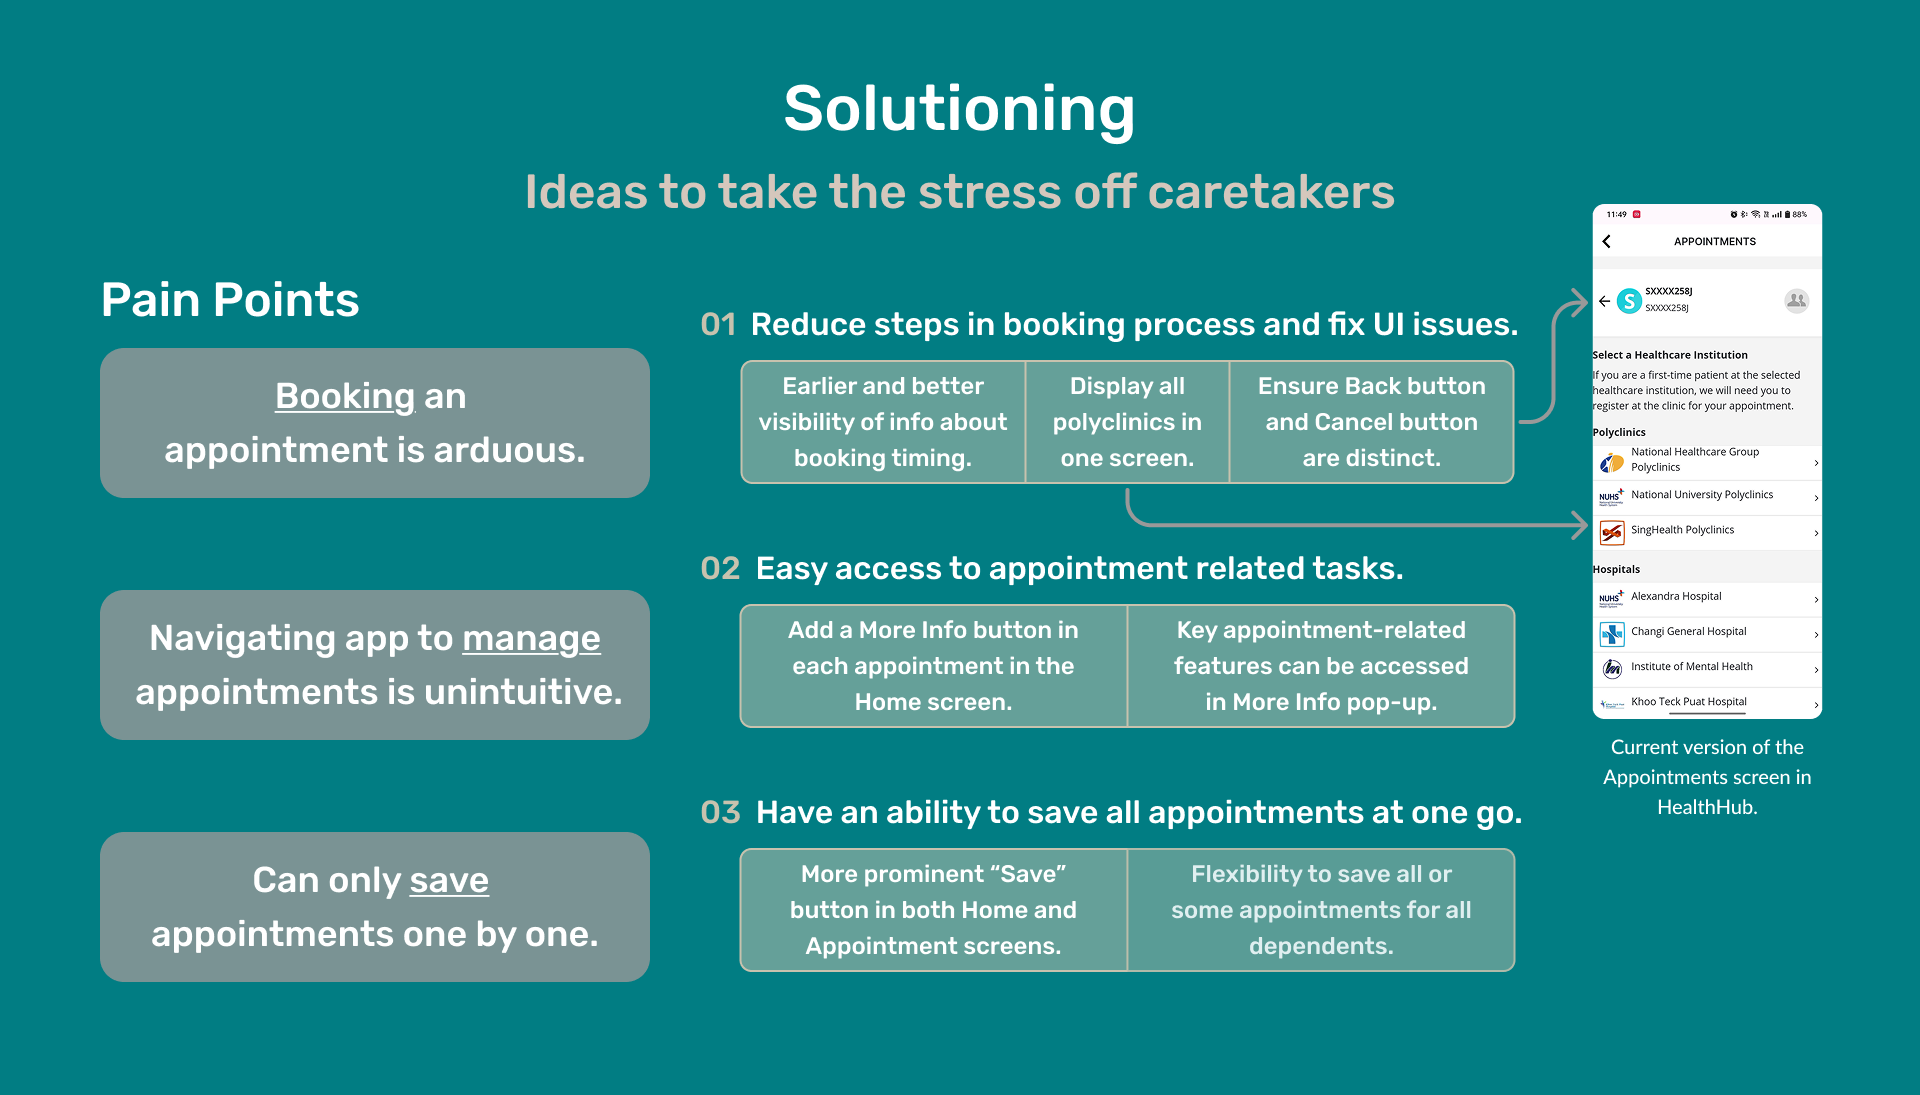 Solutioning
Ideas to take the stress off caretakers
Pain Points
Booking an
appointment is arduous.
Navigating app to manage
appointments is unintuitive.
Can only save
appointments one by one.
01 Reduce steps in booking process and fix UI issues.
Earlier and better
visibility of info about
booking timing.
Display all
polyclinics in
one screen.
Ensure Back button
and Cancel button
are distinct.
02 Easy access to appointment related tasks.
Add a More Info button in
each appointment in the
Home screen.
Key appointment-related
features can be accessed
in More Info pop-up.
03 Have an ability to save all appointments at one go.
More prominent “Save”
button in both Home and
Appointment screens.
Flexibility to save all or
some appointments for all
dependents.
11:49
88%
APPOINTMENTS
S
SXXXX258J
SXXXX258J
Select a Healthcare Institution
If you are a first-time patient at the selected
healthcare institution, we will need you to
register at the clinic for your appointment.
Polyclinics
National Healthcare Group
Polyclinics
NUHS
National University Polyclinics
SingHealth Polyclinics
Hospitals
NUHS
Alexandra Hospital
Changi General Hospital
Institute of Mental Health
Khoo Teck Puat Hospital
Current version of the
Appointments screen in
HealthHub.